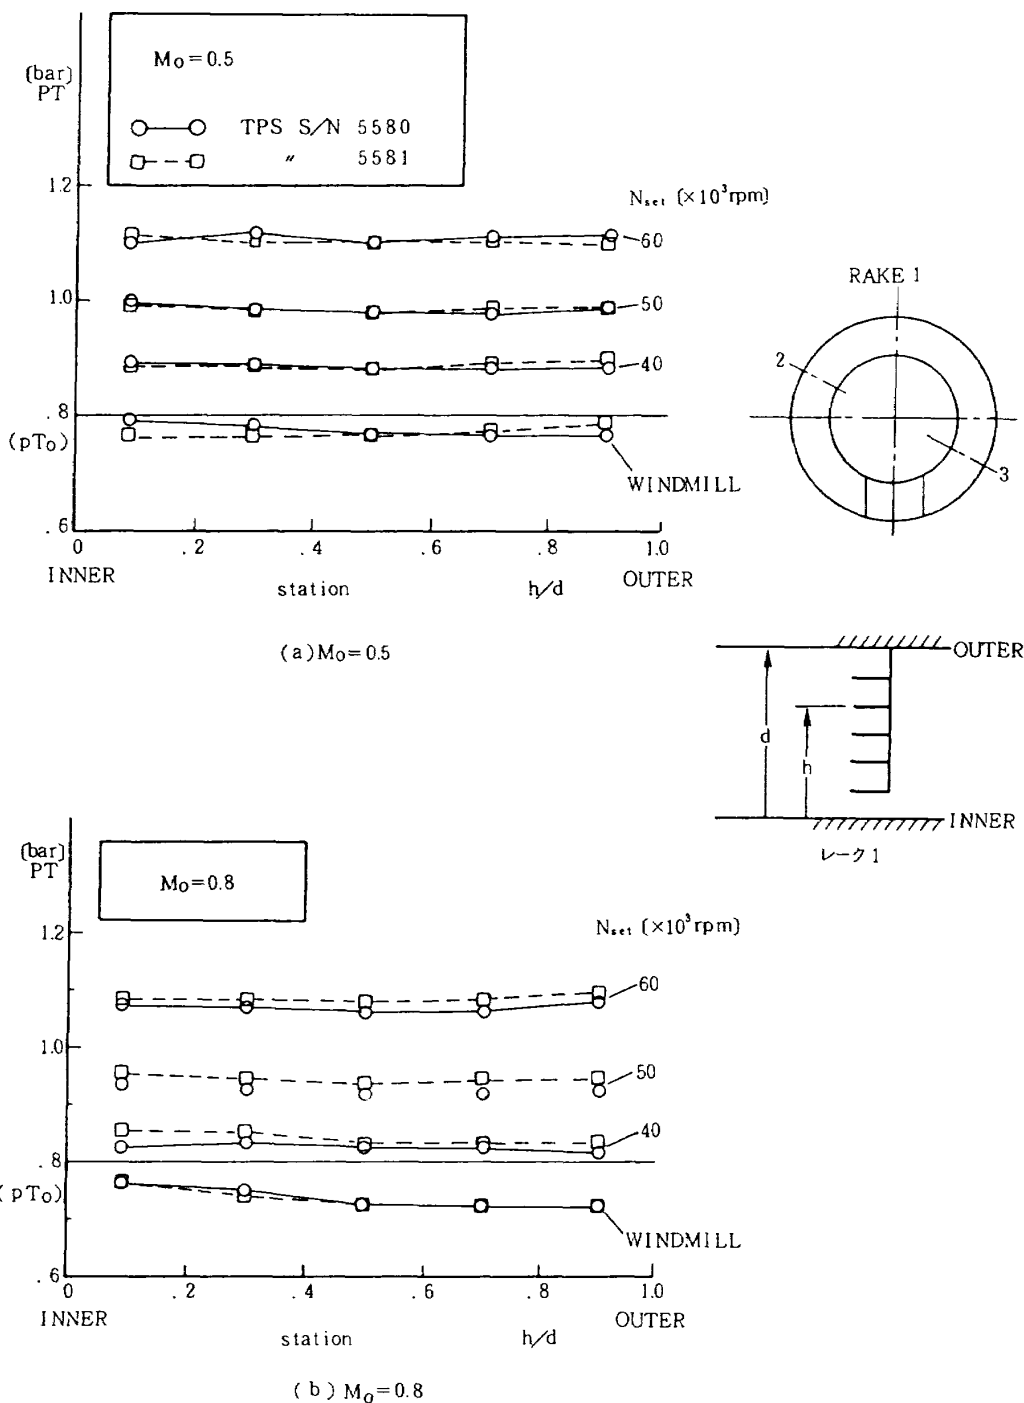 Mo=0.5
(bar)
PT
TPS S/N 5580
〃 5581
1.2
Nset (×10³rpm)
60
1.0
50
40
.8
(pTo)
WINDMILL
.6
0 .2 .4 .6 .8 1.0
INNER OUTER
station h/d
(a) Mo=0.5
RAKE 1
2
3
OUTER
d
h
INNER
レーク1
(bar)
PT
Mo=0.8
Nset (×10³rpm)
1.2
60
1.0
50
40
.8
(pTo)
WINDMILL
.6
0 .2 .4 .6 .8 1.0
INNER OUTER
station h/d
(b) Mo=0.8